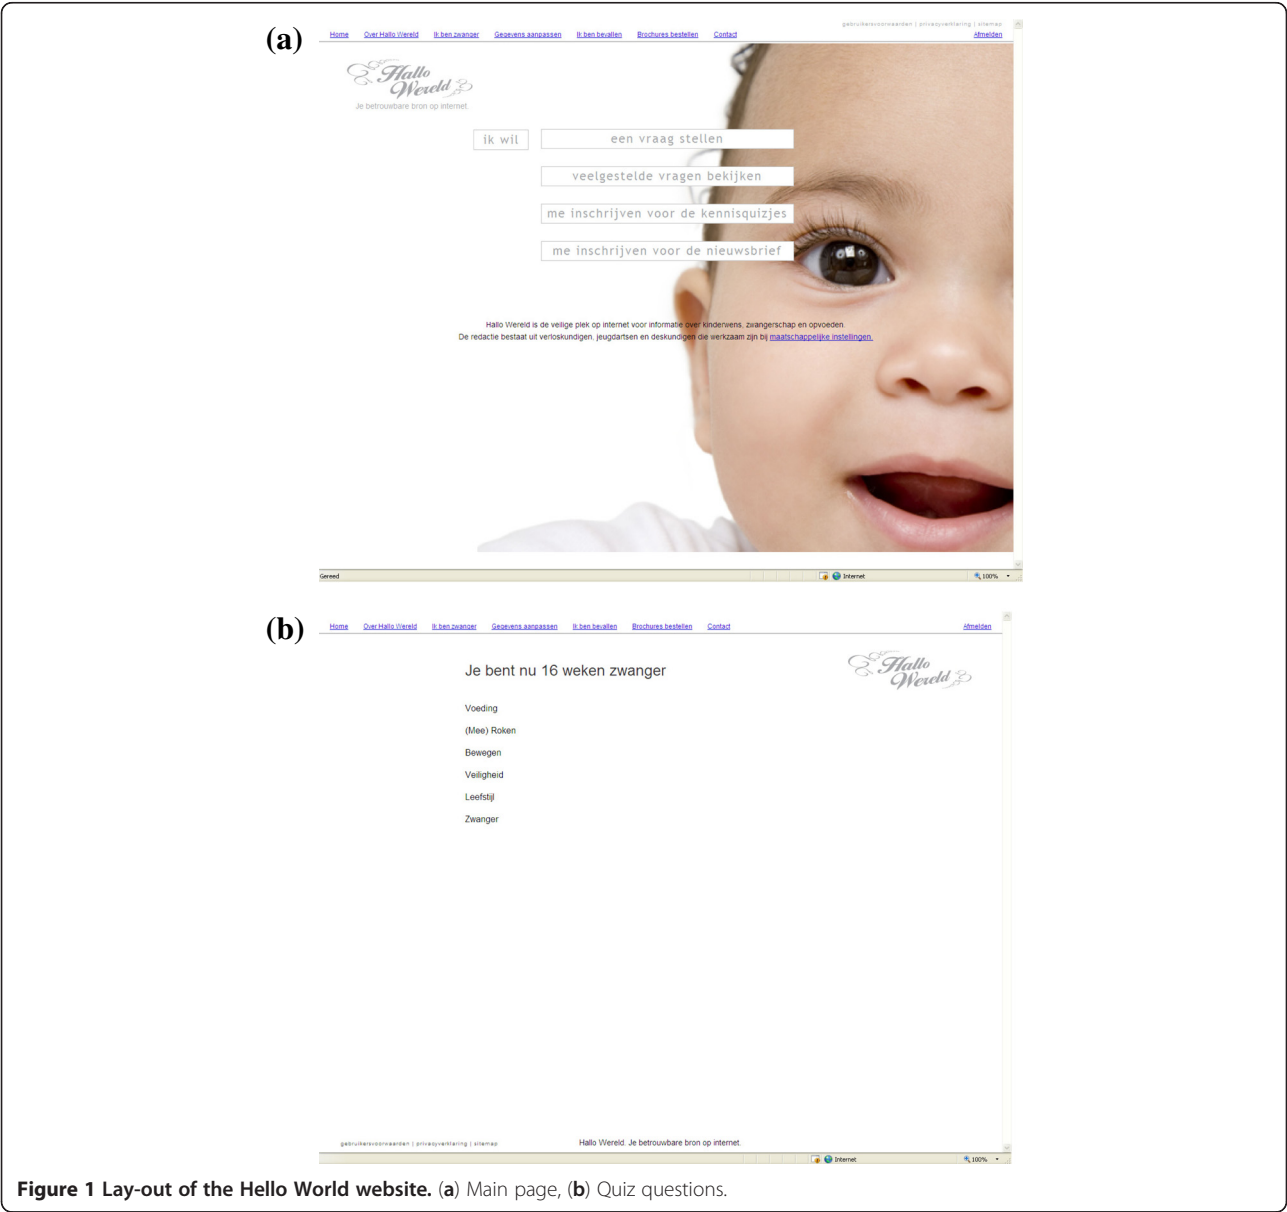 (a)
gebruikersvoorwaarden | privacyverklaring | sitemap
Home Over Hallo Wereld Ik ben zwanger Gegevens aanpassen Ik ben bevallen Brochures bestellen Contact Afmelden
Hallo
Wereld
Je betrouwbare bron op internet.
ik wil een vraag stellen
veelgestelde vragen bekijken
me inschrijven voor de kennisquizjes
me inschrijven voor de nieuwsbrief
Hallo Wereld is de veilige plek op internet voor informatie over kinderwens, zwangerschap en opvoeden.
De redactie bestaat uit verloskundigen, jeugdartsen en deskundigen die werkzaam zijn bij maatschappelijke instellingen.
Gereed Internet 100%
(b)
Home Over Hallo Wereld Ik ben zwanger Gegevens aanpassen Ik ben bevallen Brochures bestellen Contact Afmelden
Hallo
Wereld
Je bent nu 16 weken zwanger
Voeding
(Mee) Roken
Bewegen
Veiligheid
Leefstijl
Zwanger
gebruikersvoorwaarden | privacyverklaring | sitemap Hallo Wereld. Je betrouwbare bron op internet.
Internet 100%
Figure 1 Lay-out of the Hello World website. (a) Main page, (b) Quiz questions.